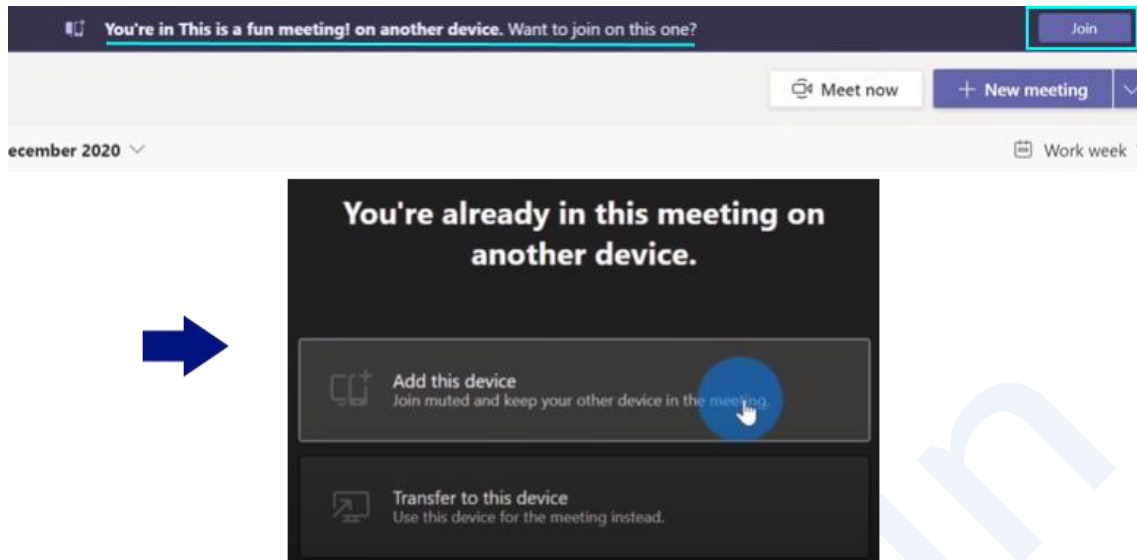 You're in This is a fun meeting! on another device. Want to join on this one?
Join
Meet now
+ New meeting
ecember 2020
Work week
You're already in this meeting on
another device.
Add this device
Join muted and keep your other device in the meeting.
Transfer to this device
Use this device for the meeting instead.